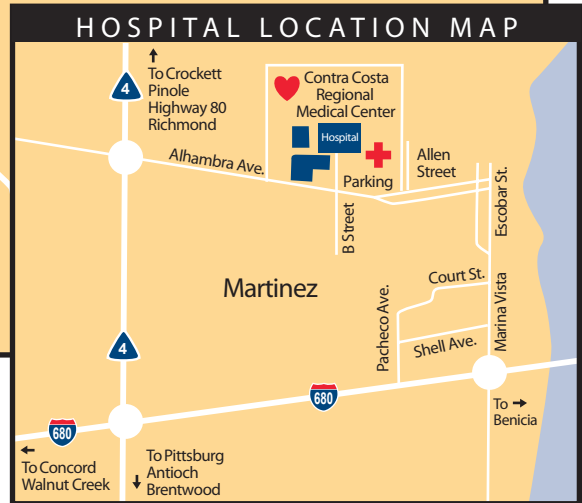 HOSPITAL LOCATION MAP
4
To Crockett
Pinole
Highway 80
Richmond
Contra Costa
Regional
Medical Center
Hospital
Alhambra Ave.
Parking
Allen
Street
Escobar St.
B Street
Martinez
Court St.
Pacheco Ave.
Marina Vista
Shell Ave.
4
680
680
To
Benicia
To Concord
Walnut Creek
To Pittsburg
Antioch
Brentwood